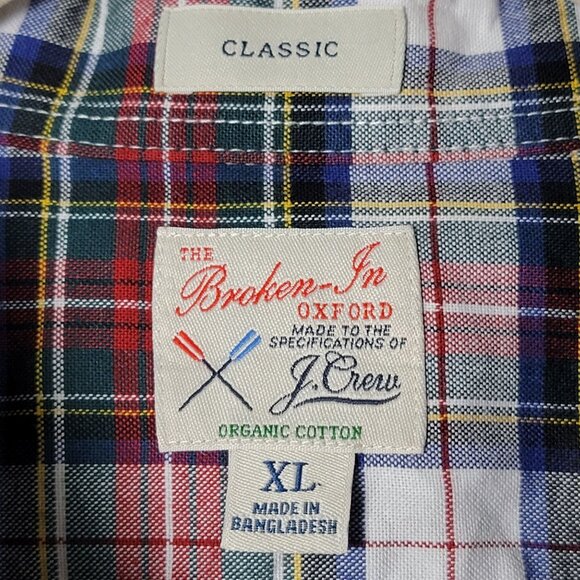 CLASSIC
THE
Broken-In
OXFORD
MADE TO THE
SPECIFICATIONS OF
J.Crew
ORGANIC COTTON
XL
MADE IN
BANGLADESH